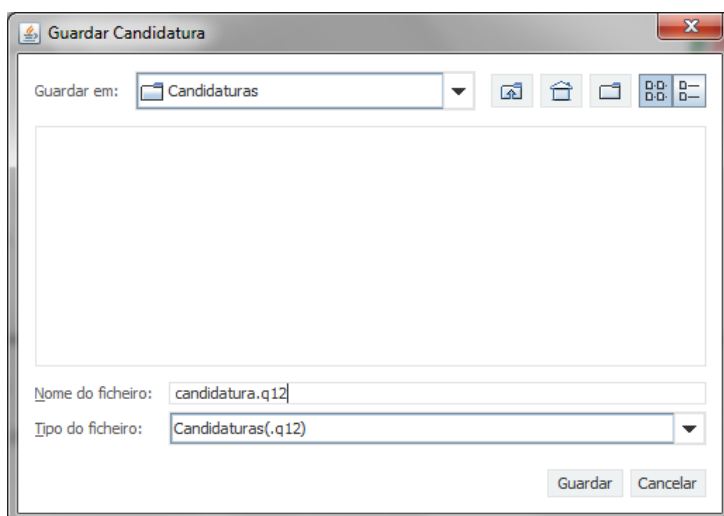 Guardar Candidatura
Guardar em: Candidaturas
Nome do ficheiro: candidatura.q12
Tipo do ficheiro: Candidaturas(.q12)
Guardar Cancelar